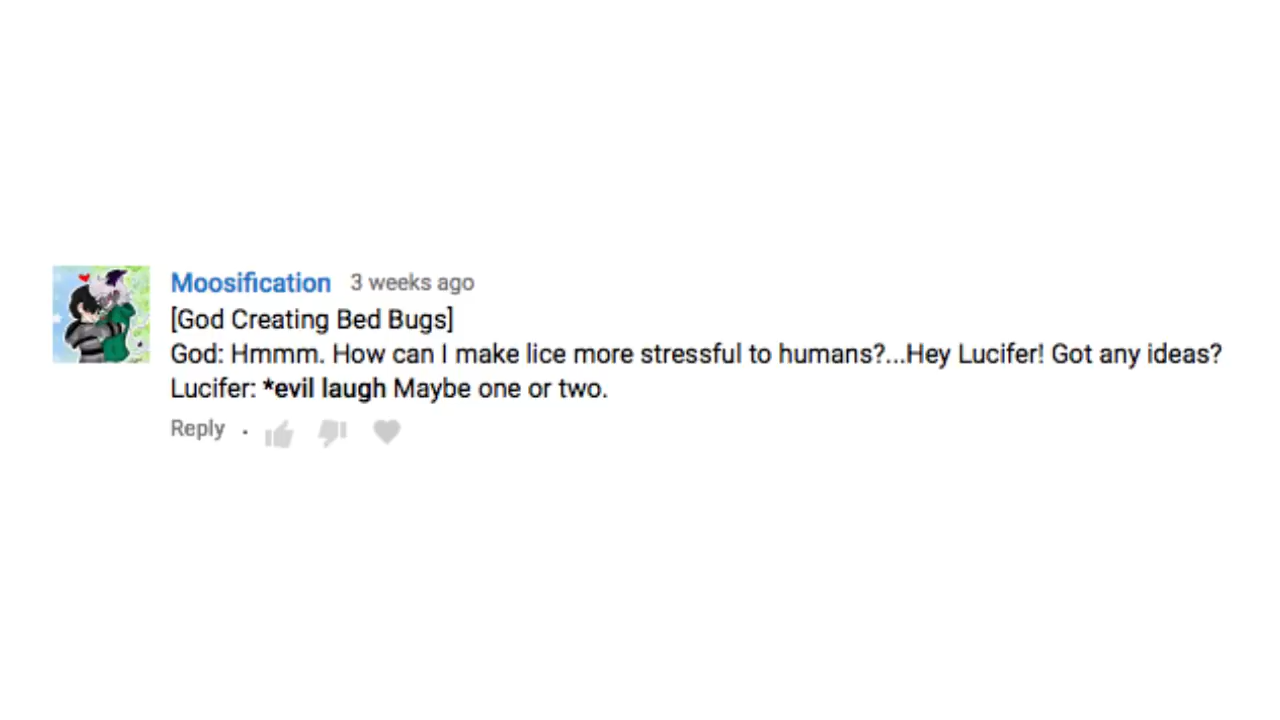 Moosification 3 weeks ago
[God Creating Bed Bugs]
God: Hmmm. How can I make lice more stressful to humans?...Hey Lucifer! Got any ideas?
Lucifer: *evil laugh Maybe one or two.
Reply .